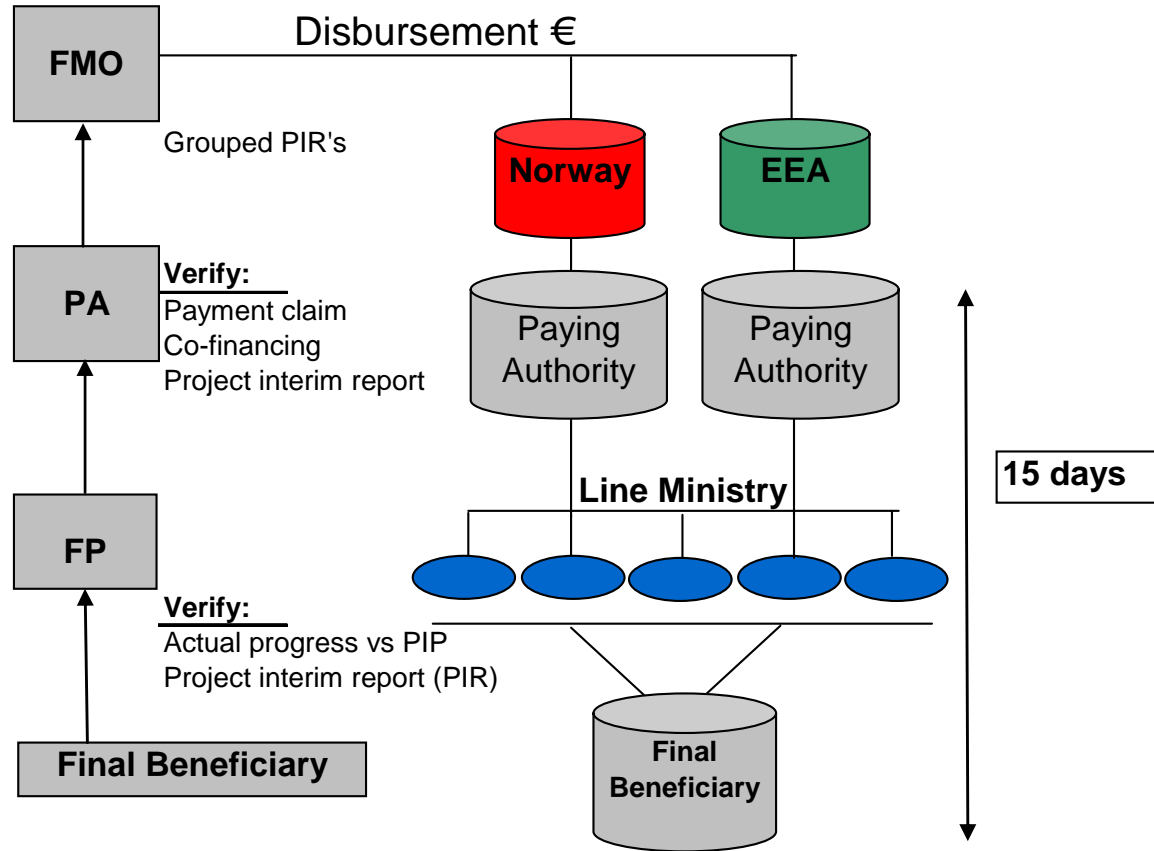 Disbursement €
FMO
Grouped PIR's
Norway
EEA
PA
Verify:
Payment claim
Co-financing
Project interim report
Paying
Authority
Paying
Authority
15 days
Line Ministry
FP
Verify:
Actual progress vs PIP
Project interim report (PIR)
Final Beneficiary
Final
Beneficiary